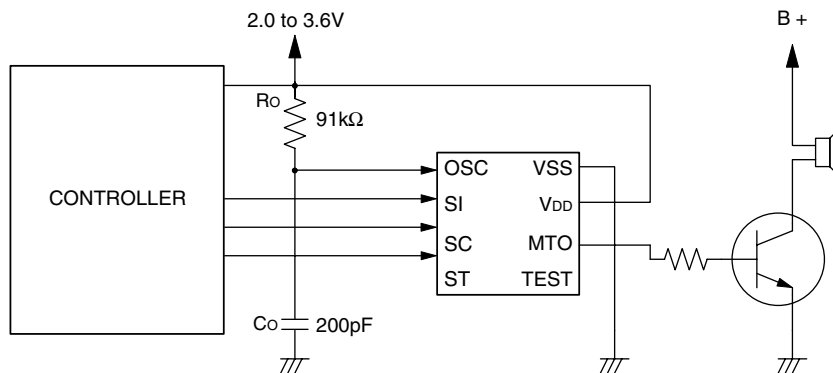 2.0 to 3.6V
B +
RO
91kΩ
CONTROLLER
OSC VSS
SI VDD
SC MTO
ST TEST
CO 200pF